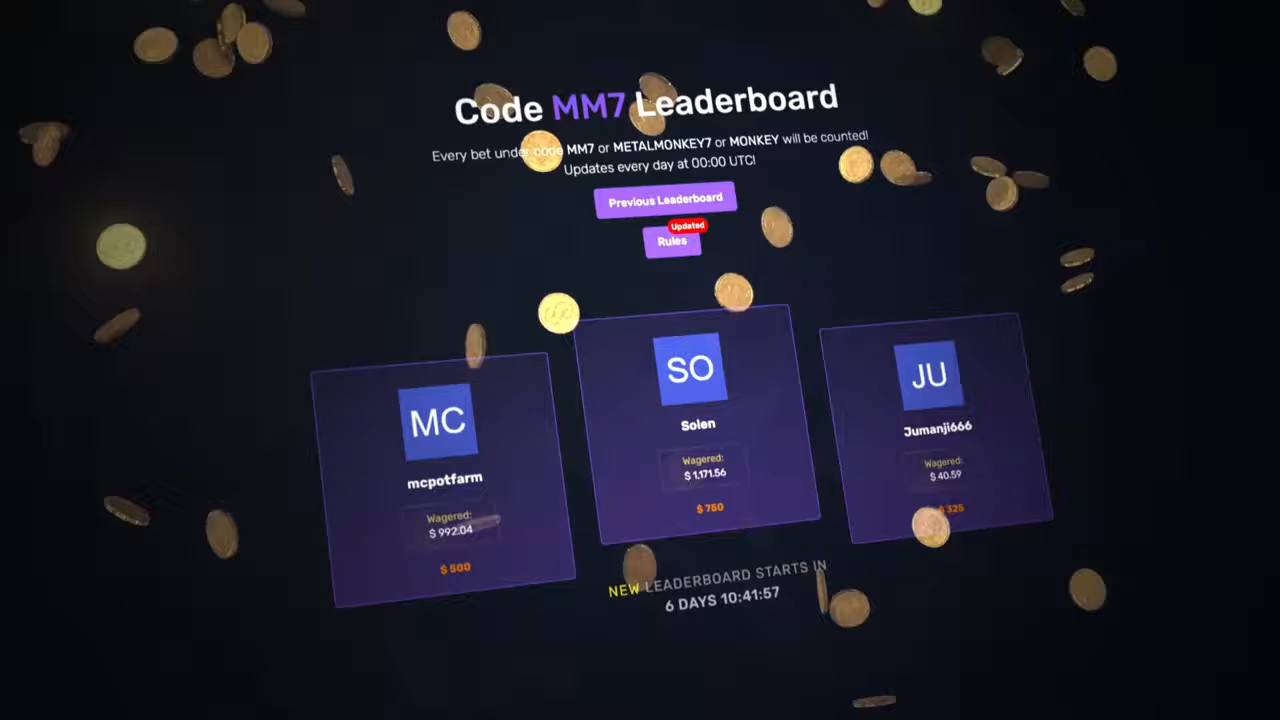 Code MM7 Leaderboard
Every bet under code MM7 or METALMONKEY7 or MONKEY will be counted!
Updates every day at 00:00 UTC!
Previous Leaderboard
Updated
Rules
MC
mcpotfarm
Wagered:
$ 992.04
$ 500
SO
Solen
Wagered:
$ 1,171.56
$ 750
JU
Jumanji666
Wagered:
$ 40.59
$ 325
NEW LEADERBOARD STARTS IN
6 DAYS 10:41:57